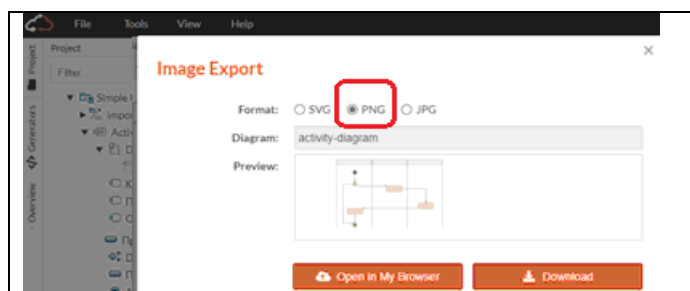 File Tools View Help
Project
Project
Filter
Image Export
Format: SVG PNG JPG
Diagram: activity-diagram
Preview:
Generators
Overview
Open in My Browser
Download